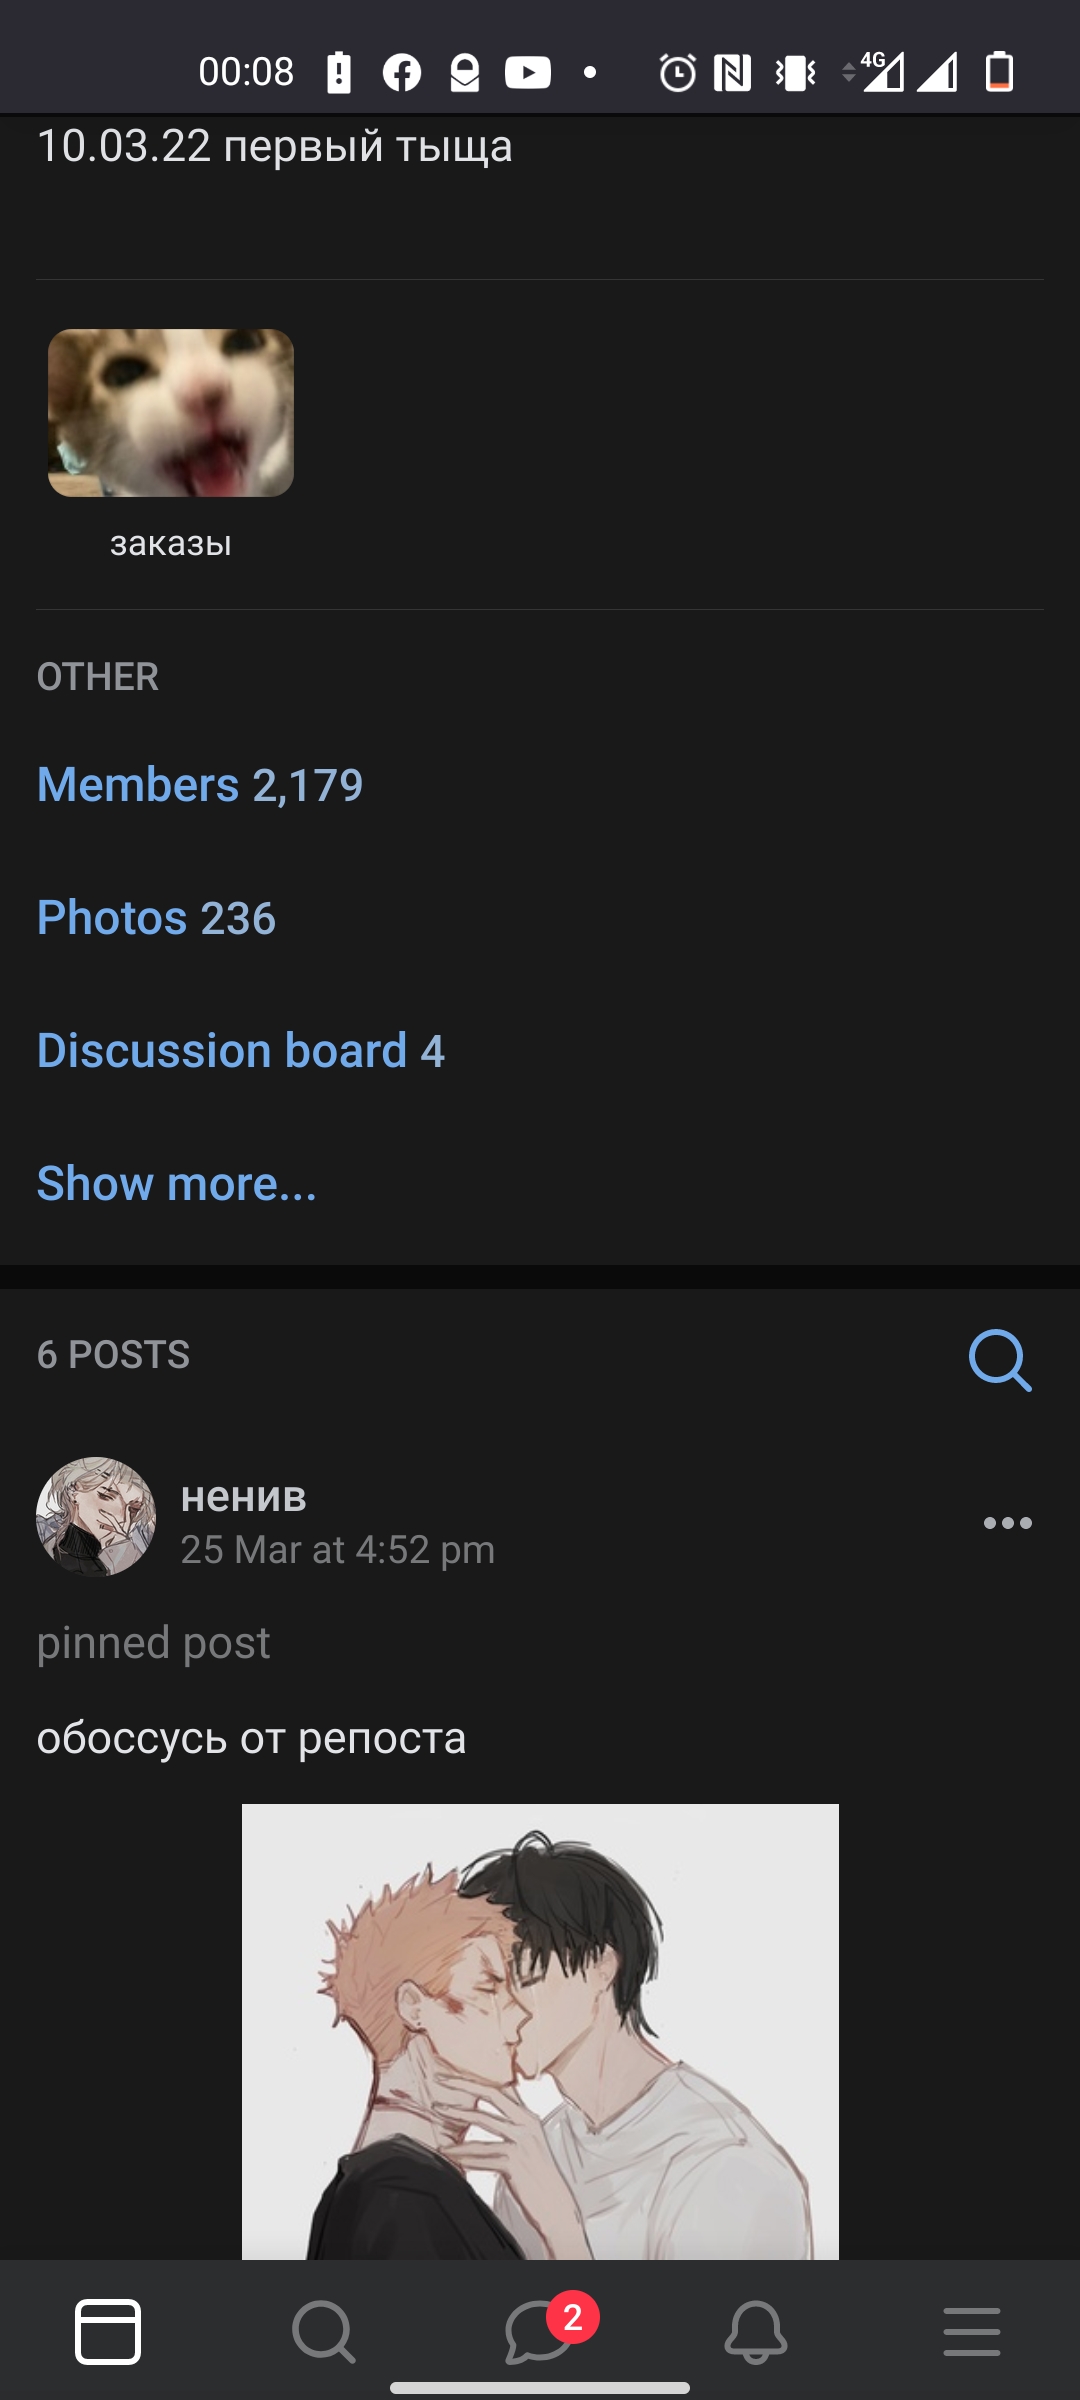 00:08
4G
10.03.22 первый тыща
заказы
OTHER
Members 2,179
Photos 236
Discussion board 4
Show more...
6 POSTS
ненив
25 Mar at 4:52 pm
pinned post
обоссусь от репоста
2